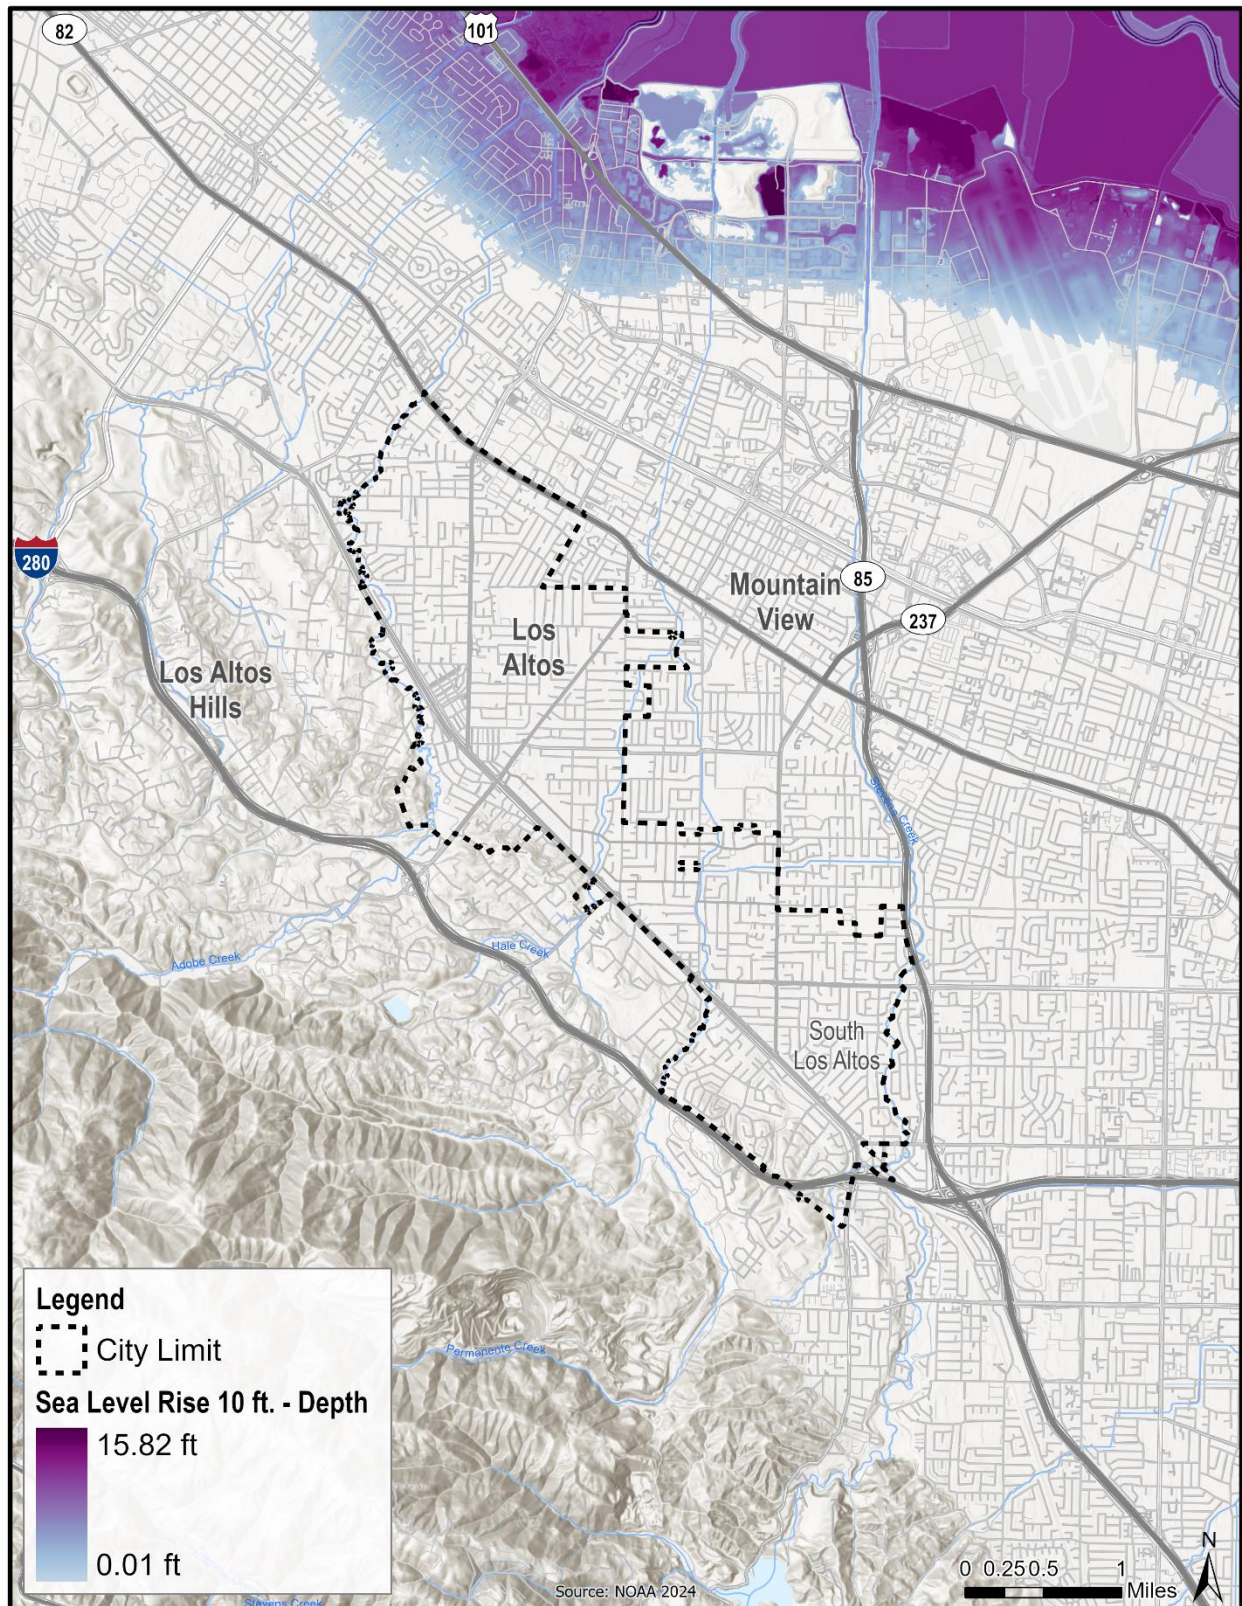 82
101
280
Los Altos
Hills
Los
Altos
Mountain
View
85
237
Stevens Creek
Adobe Creek
Hale Creek
South
Los Altos
Permanente Creek
Legend
City Limit
Sea Level Rise 10 ft. - Depth
15.82 ft
0.01 ft
Stevens Creek
Source: NOAA 2024
0 0.25 0.5 1
Miles
N